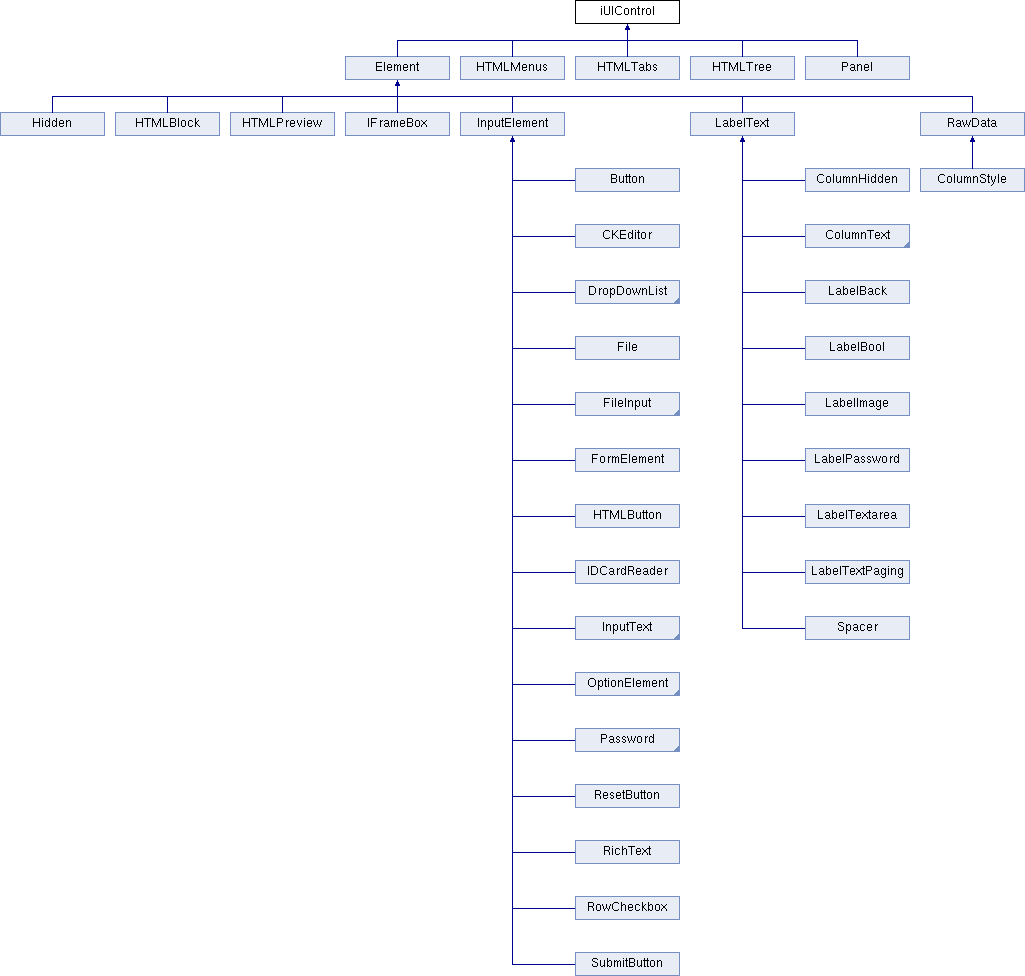 iUIControl
Element
HTMLMenus
HTMLTabs
HTMLTree
Panel
Hidden
HTMLBlock
HTMLPreview
IFrameBox
InputElement
LabelText
RawData
Button
ColumnHidden
ColumnStyle
CKEditor
ColumnText
DropDownList
LabelBack
File
LabelBool
FileInput
LabelImage
FormElement
LabelPassword
HTMLButton
LabelTextarea
IDCardReader
LabelTextPaging
InputText
Spacer
OptionElement
Password
ResetButton
RichText
RowCheckbox
SubmitButton